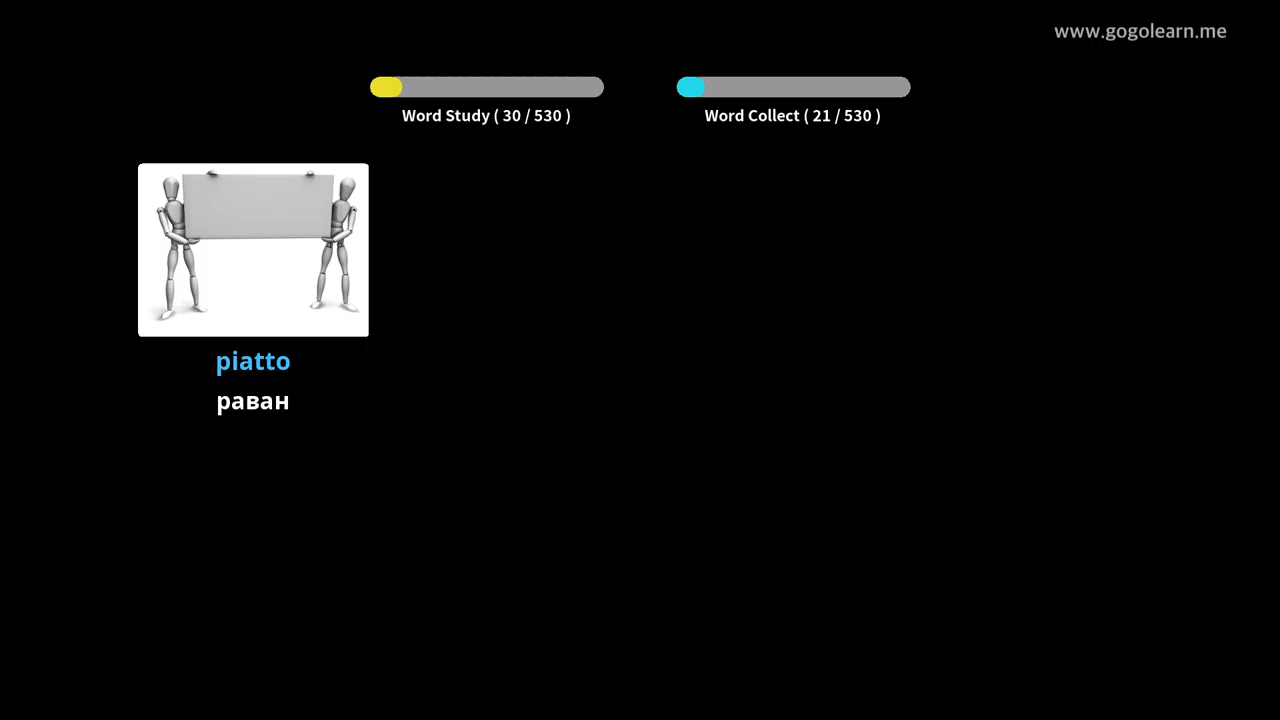 www.gogolearn.me
Word Study ( 30 / 530 )
Word Collect ( 21 / 530 )
piatto
раван